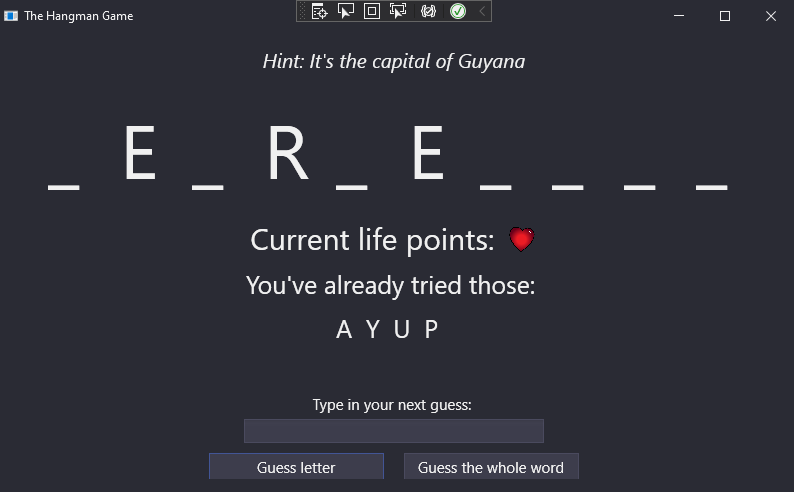 The Hangman Game
Hint: It's the capital of Guyana
_ E _ R _ E _ _ _ _
Current life points:
You've already tried those:
A Y U P
Type in your next guess:
Guess letter
Guess the whole word